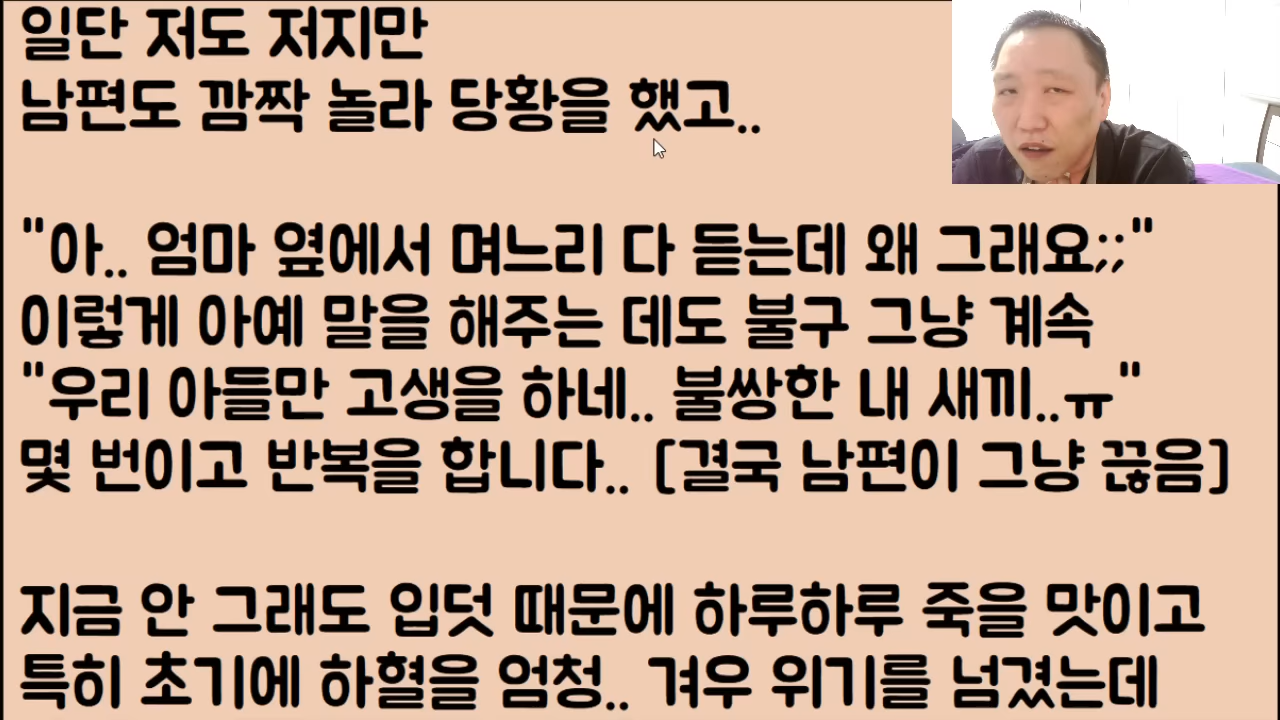 일단 저도 저지만
남편도 깜짝 놀라 당황을 했고..
"아.. 엄마 옆에서 며느리 다 듣는데 왜 그래요;;"
이렇게 아예 말을 해주는 데도 불구 그냥 계속
"우리 아들만 고생을 하네.. 불쌍한 내 새끼..ㅠ"
몇 번이고 반복을 합니다.. [결국 남편이 그냥 끊음]
지금 안 그래도 입덧 때문에 하루하루 죽을 맛이고
특히 초기에 하혈을 엄청.. 겨우 위기를 넘겼는데